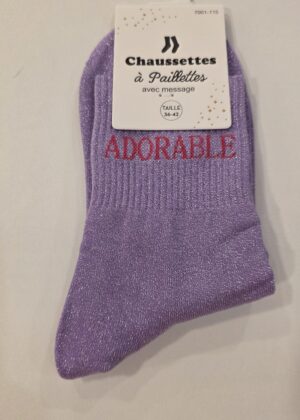 7901-115
Chaussettes
à Paillettes
avec message
TAILLE
36-42
ADORABLE